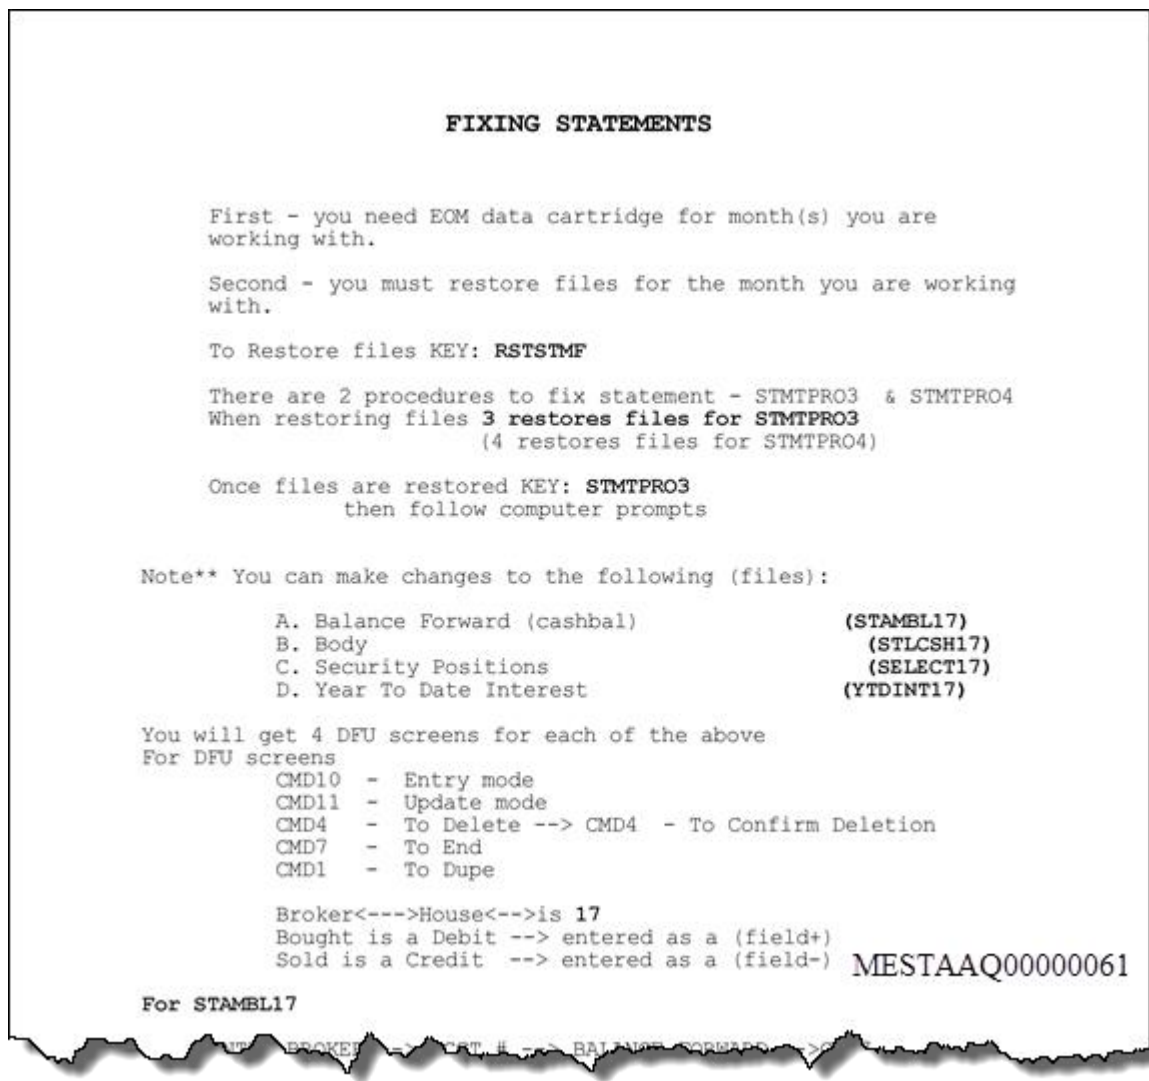 FIXING STATEMENTS
First - you need EOM data cartridge for month(s) you are
working with.
Second - you must restore files for the month you are working
with.
To Restore files KEY: RSTSTMF
There are 2 procedures to fix statement - STMTPRO3 & STMTPRO4
When restoring files 3 restores files for STMTPRO3
(4 restores files for STMTPRO4)
Once files are restored KEY: STMTPRO3
then follow computer prompts
Note** You can make changes to the following (files):
A. Balance Forward (cashbal) (STAMBL17)
B. Body (STLCSH17)
C. Security Positions (SELECT17)
D. Year To Date Interest (YTDINT17)
You will get 4 DFU screens for each of the above
For DFU screens
CMD10 - Entry mode
CMD11 - Update mode
CMD4 - To Delete --> CMD4 - To Confirm Deletion
CMD7 - To End
CMD1 - To Dupe
Broker<--->House<-->is 17
Bought is a Debit --> entered as a (field+)
Sold is a Credit --> entered as a (field-)
MESTAAQ00000061
For STAMBL17